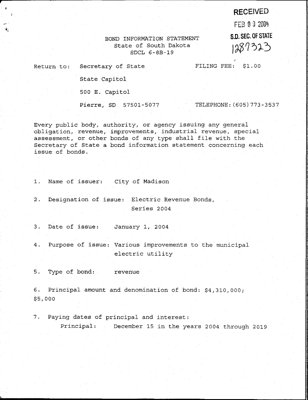 RECEIVED
FEB 03 2004
S.D. SEC. OF STATE
1287323
BOND INFORMATION STATEMENT
State of South Dakota
SDCL 6-8B-19
Return to: Secretary of State FILING FEE: $1.00
State Capitol
500 E. Capitol
Pierre, SD 57501-5077 TELEPHONE:(605)773-3537
Every public body, authority, or agency issuing any general
obligation, revenue, improvements, industrial revenue, special
assessment, or other bonds of any type shall file with the
Secretary of State a bond information statement concerning each
issue of bonds.
1. Name of issuer: City of Madison
2. Designation of issue: Electric Revenue Bonds,
Series 2004
3. Date of issue: January 1, 2004
4. Purpose of issue: Various improvements to the municipal
electric utility
5. Type of bond: revenue
6. Principal amount and denomination of bond: $4,310,000;
$5,000
7. Paying dates of principal and interest:
Principal: December 15 in the years 2004 through 2019